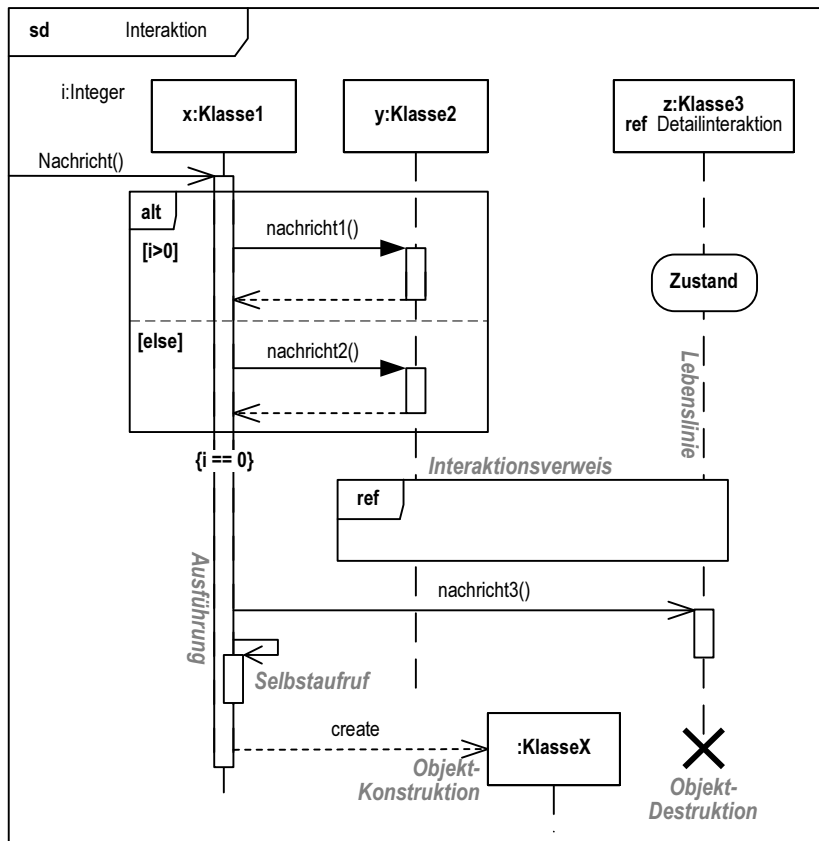 sd Interaktion
i:Integer
x:Klasse1
y:Klasse2
z:Klasse3
ref Detailinteraktion
Nachricht()
alt
[i>0]
nachricht1()
Zustand
[else]
nachricht2()
Lebenslinie
{i == 0}
Interaktionsverweis
ref
Ausführung
nachricht3()
Selbstaufruf
create
:KlasseX
Objekt-
Konstruktion
Objekt-
Destruktion